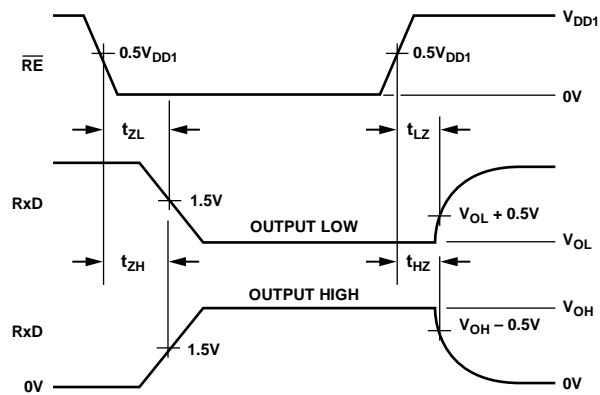 VDD1
RE
0.5VDD1
0.5VDD1
0V
tZL
tLZ
RxD
1.5V
OUTPUT LOW
VOL + 0.5V
VOL
tZH
tHZ
OUTPUT HIGH
VOH
RxD
1.5V
VOH – 0.5V
0V
0V